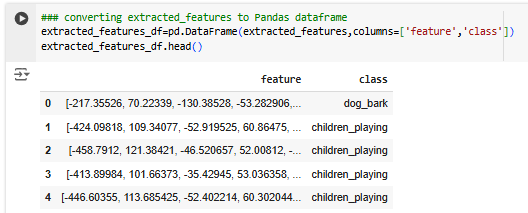 ### converting extracted_features to Pandas dataframe
extracted_features_df=pd.DataFrame(extracted_features,columns=['feature','class'])
extracted_features_df.head()
feature class
0 [-217.35526, 70.22339, -130.38528, -53.282906,... dog_bark
1 [-424.09818, 109.34077, -52.919525, 60.86475, ... children_playing
2 [-458.7912, 121.38421, -46.520657, 52.00812, -... children_playing
3 [-413.89984, 101.66373, -35.42945, 53.036358, ... children_playing
4 [-446.60355, 113.685425, -52.402214, 60.302044... children_playing